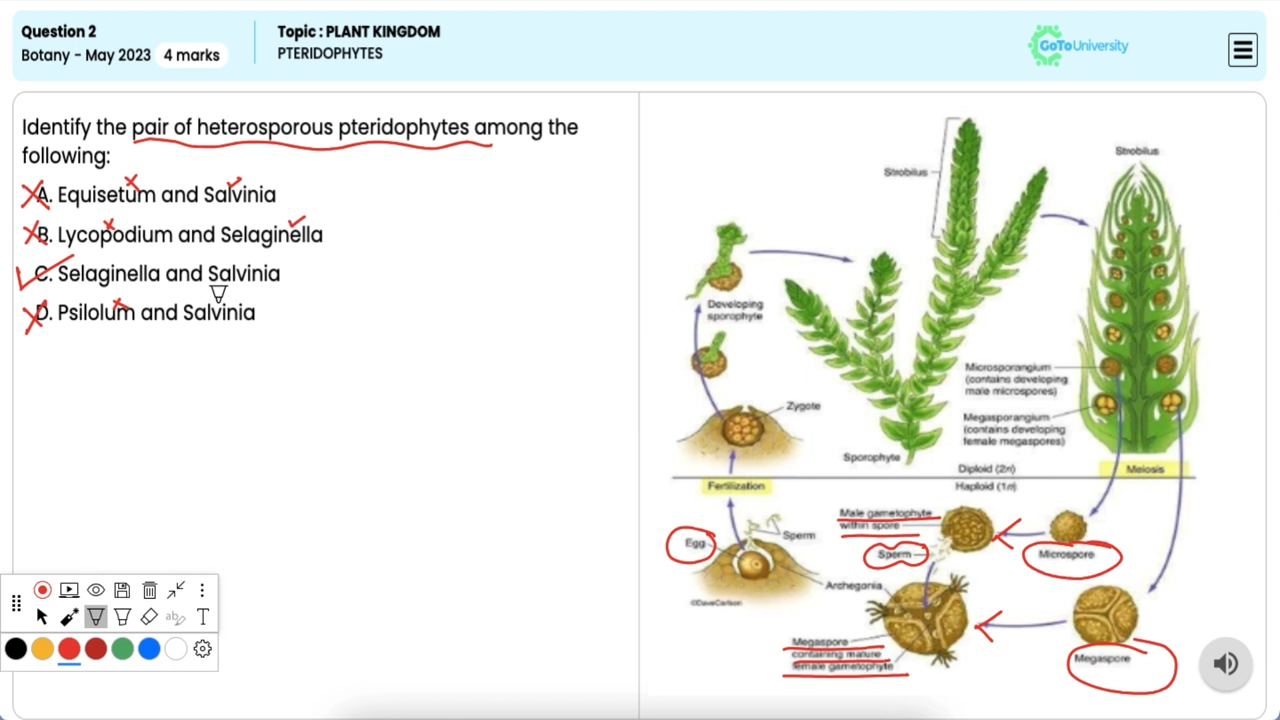 Question 2
Botany - May 2023 4 marks
Topic : PLANT KINGDOM
PTERIDOPHYTES
GoToUniversity
Identify the pair of heterosporous pteridophytes among the
following:
A. Equisetum and Salvinia
B. Lycopodium and Selaginella
C. Selaginella and Salvinia
D. Psilolum and Salvinia
Strobilus
Strobilus
Developing
sporophyte
Microsporangium
(contains developing
male microspores)
Zygote
Megasporangium
(contains developing
female megaspores)
Sporophyte
Diploid (2n)
Meiosis
Fertilization
Haploid (1n)
Male gametophyte
within spore
Sperm
Egg
Sperm
Microspore
Archegonia
©DaveCarlson
Megaspore
containing mature
female gametophyte
Megaspore
ab
T